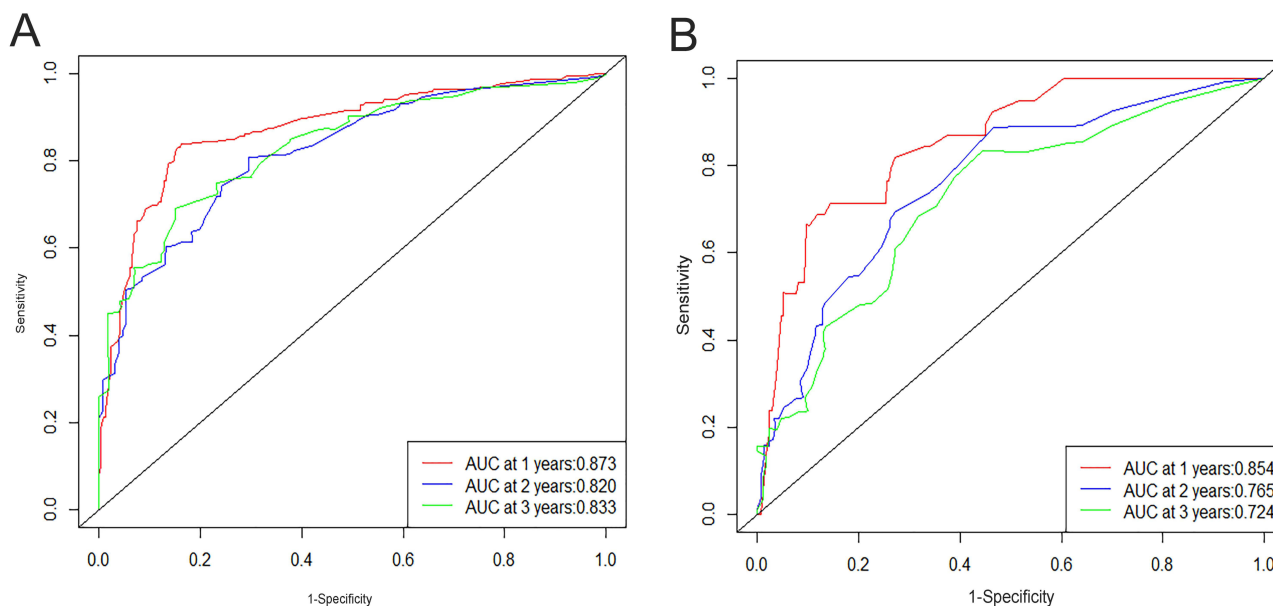 A
Sensitivity
1.0
0.8
0.6
0.4
0.2
0.0
AUC at 1 years:0.873
AUC at 2 years:0.820
AUC at 3 years:0.833
0.0 0.2 0.4 0.6 0.8 1.0
1-Specificity
B
Sensitivity
1.0
0.8
0.6
0.4
0.2
0.0
AUC at 1 years:0.854
AUC at 2 years:0.765
AUC at 3 years:0.724
0.0 0.2 0.4 0.6 0.8 1.0
1-Specificity